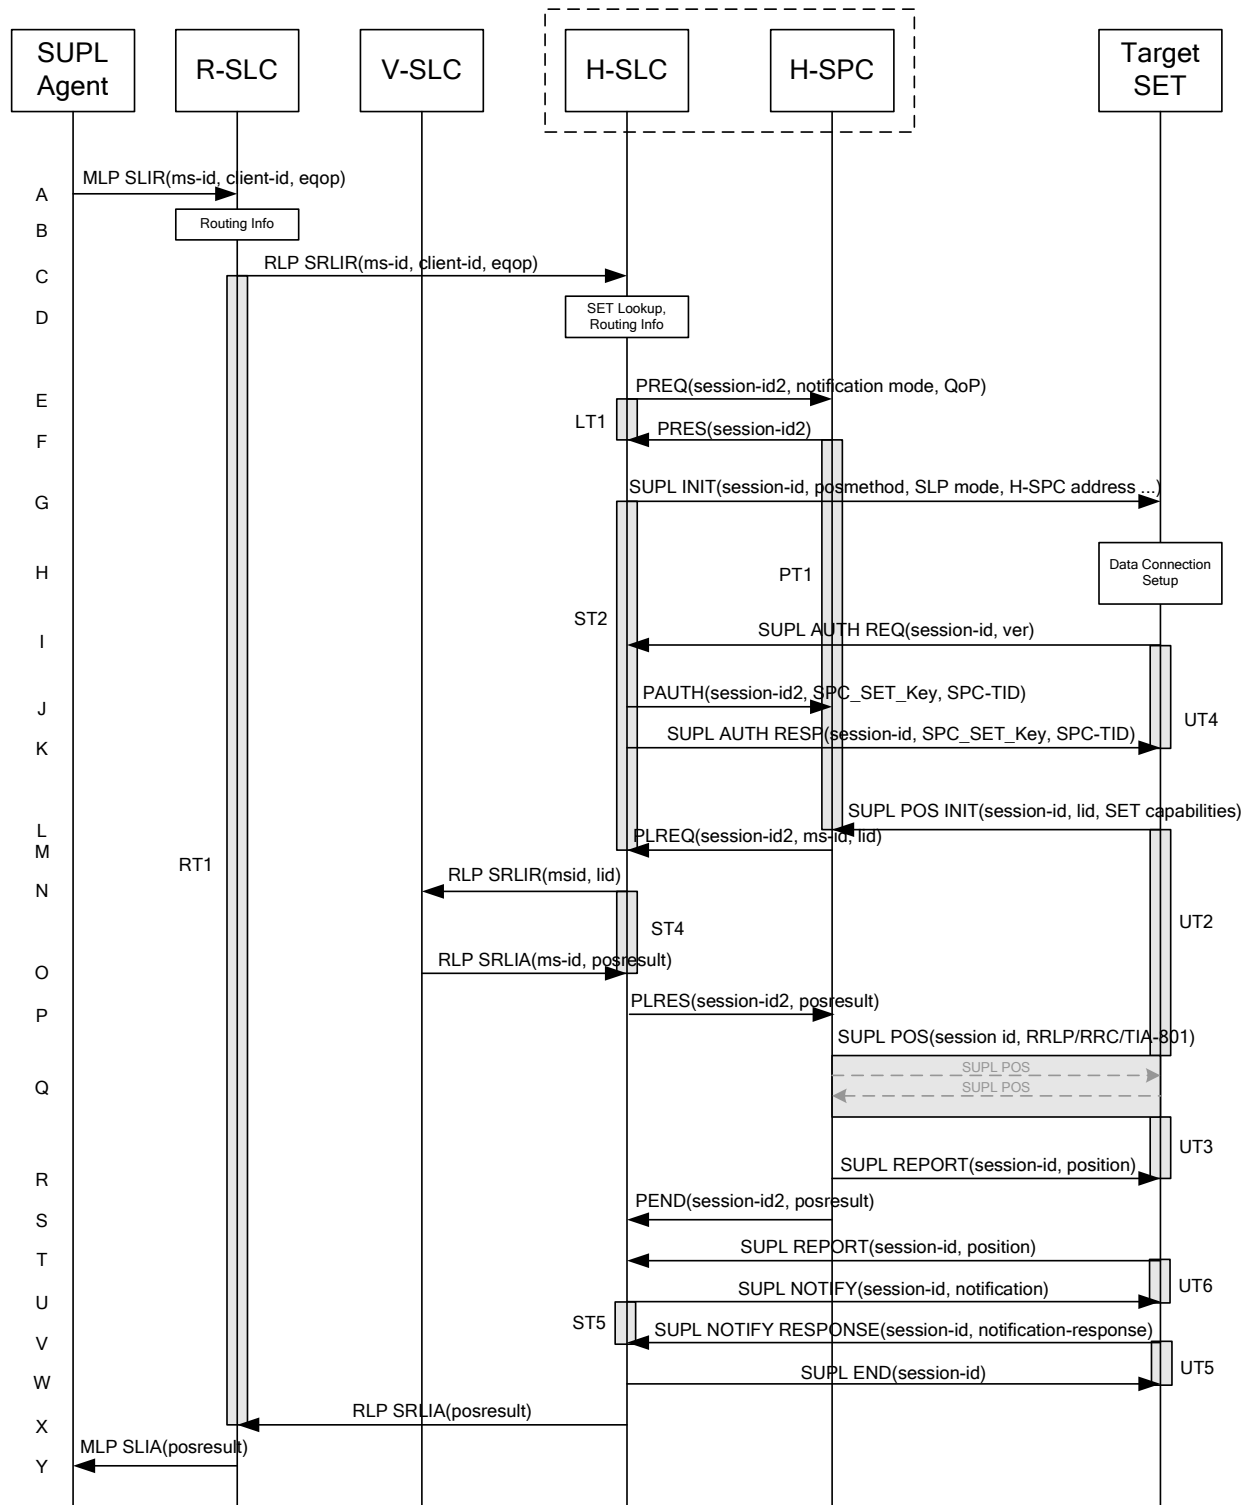 SUPL
Agent
R-SLC
V-SLC
H-SLC
H-SPC
Target
SET
A
MLP SLIR(ms-id, client-id, eqop)
B
Routing Info
C
RLP SRLIR(ms-id, client-id, eqop)
D
SET Lookup,
Routing Info
E
PREQ(session-id2, notification mode, QoP)
LT1
F
PRES(session-id2)
G
SUPL INIT(session-id, posmethod, SLP mode, H-SPC address ...)
H
PT1
Data Connection
Setup
ST2
I
SUPL AUTH REQ(session-id, ver)
J
PAUTH(session-id2, SPC_SET_Key, SPC-TID)
UT4
K
SUPL AUTH RESP(session-id, SPC_SET_Key, SPC-TID)
L
SUPL POS INIT(session-id, lid, SET capabilities)
M
PLREQ(session-id2, ms-id, lid)
RT1
N
RLP SRLIR(msid, lid)
ST4
UT2
O
RLP SRLIA(ms-id, posresult)
P
PLRES(session-id2, posresult)
SUPL POS(session id, RRLP/RRC/TIA-801)
SUPL POS
Q
SUPL POS
UT3
R
SUPL REPORT(session-id, position)
S
PEND(session-id2, posresult)
T
SUPL REPORT(session-id, position)
UT6
U
SUPL NOTIFY(session-id, notification)
ST5
V
SUPL NOTIFY RESPONSE(session-id, notification-response)
UT5
W
SUPL END(session-id)
X
RLP SRLIA(posresult)
Y
MLP SLIA(posresult)